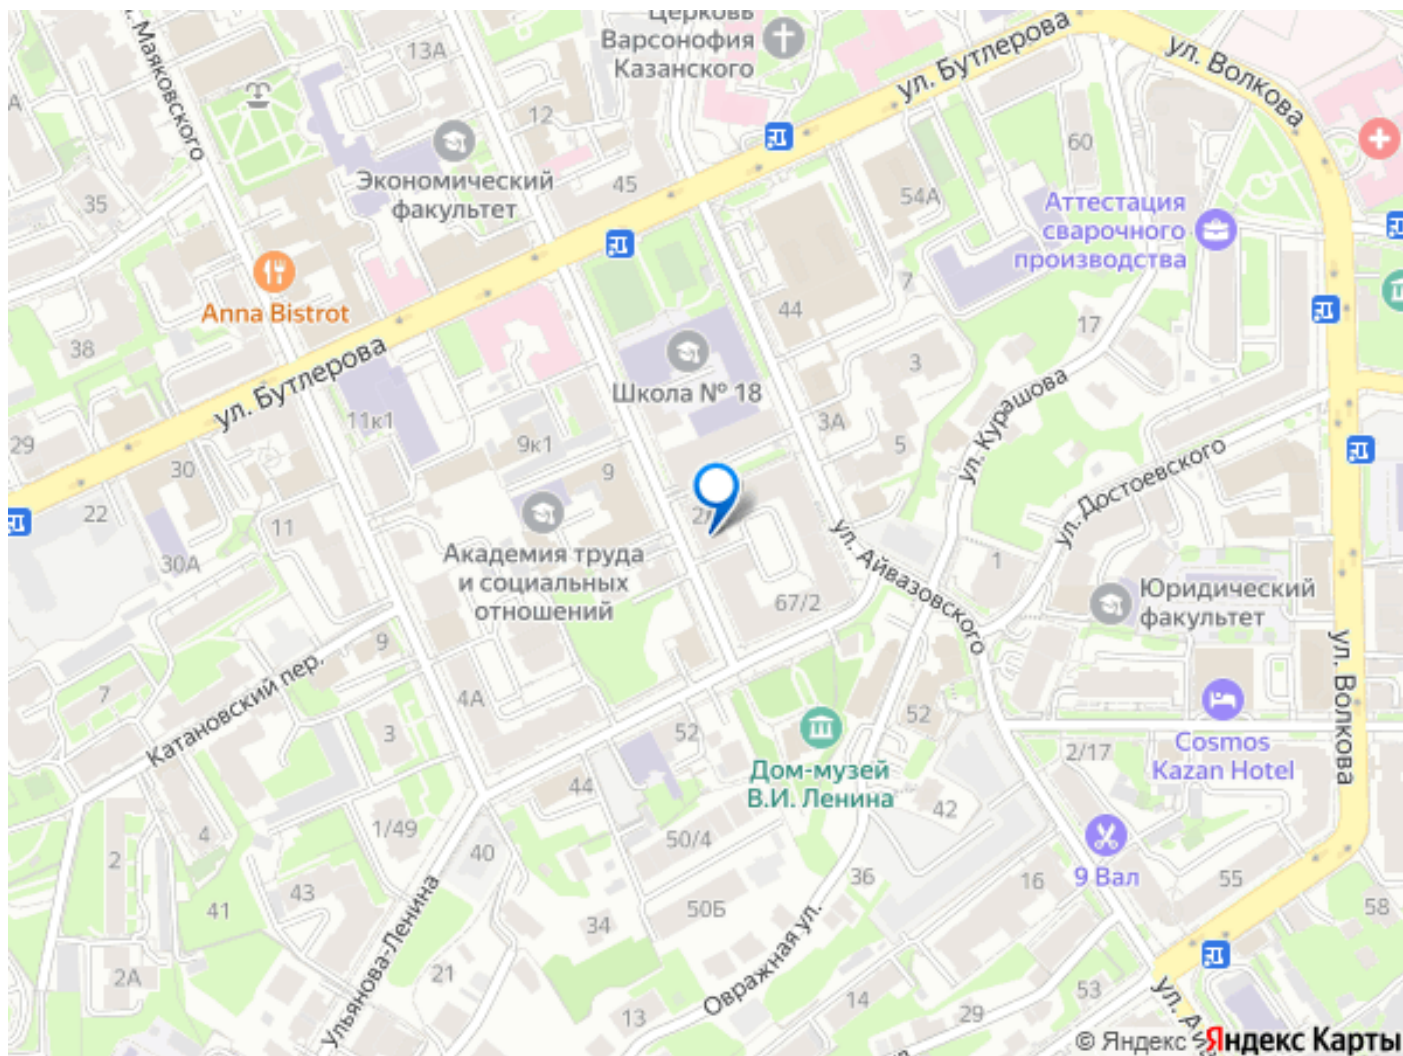 Церковь
Варсонофия
Казанского
ул. Волкова
ул. Бутлерова
Маяковского
13А
12
60
Экономический
факультет
45
35
54А
Аттестация
сварочного
производства
Anna Bistrot
7
44
17
38
ул. Бутлерова
Школа № 18
3
ул. Курашова
11к1
9к1
3А
5
29
30
9
22
11
ул. Достоевского
30А
Академия труда
и социальных
отношений
ул. Айвазовского
1
67/2
Юридический
факультет
9
Катановский пер.
7
4А
3
52
52
ул. Волкова
Дом-музей
В.И. Ленина
2/17
Cosmos
Kazan Hotel
44
42
4
1/49
50/4
2
40
43
36
16
9 Вал
55
41
50Б
58
34
Ульянова-Ленина
Овражная ул.
2А
21
14
53
13
29
© Яндекс
Яндекс Карты